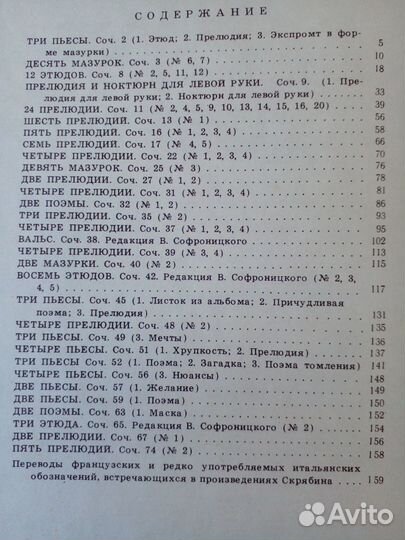 СОДЕРЖАНИЕ
ТРИ ПЬЕСЫ. Соч. 2 (1. Этюд; 2. Прелюдия; 3. Экспромт в фор-
ме мазурки) 5
ДЕСЯТЬ МАЗУРОК. Соч. 3 (№ 6, 7) 10
12 ЭТЮДОВ. Соч. 8 (№ 2, 5, 11, 12) 18
ПРЕЛЮДИЯ И НОКТЮРН ДЛЯ ЛЕВОЙ РУКИ. Соч. 9. (1. Пре-
людия для левой руки; 2. Ноктюрн для левой руки) 33
24 ПРЕЛЮДИИ. Соч. 11 (№ 2, 4, 5, 9, 10, 13, 14, 15, 16, 20) 39
ШЕСТЬ ПРЕЛЮДИЙ. Соч. 13 (№ 1) 56
ПЯТЬ ПРЕЛЮДИЙ. Соч. 16 (№ 1, 2, 3, 4) 58
СЕМЬ ПРЕЛЮДИЙ. Соч. 17 (№ 4, 5) 66
ЧЕТЫРЕ ПРЕЛЮДИИ. Соч. 22 (№ 1, 2, 3, 4) 70
ДЕВЯТЬ МАЗУРОК. Соч. 25 (№ 3) 76
ДВЕ ПРЕЛЮДИИ. Соч. 27 (№ 1, 2) 78
ЧЕТЫРЕ ПРЕЛЮДИИ. Соч. 31 (№ 1, 2, 3, 4) 81
ДВЕ ПОЭМЫ. Соч. 32 (№ 1, 2) 86
ТРИ ПРЕЛЮДИИ. Соч. 35 (№ 2) 93
ЧЕТЫРЕ ПРЕЛЮДИИ. Соч. 37 (№ 1, 2, 3, 4) 95
ВАЛЬС. Соч. 38. Редакция В. Софроницкого 102
ЧЕТЫРЕ ПРЕЛЮДИИ. Соч. 39 (№ 3, 4) 113
ДВЕ МАЗУРКИ. Соч. 40 (№ 2) 115
ВОСЕМЬ ЭТЮДОВ. Соч. 42. Редакция В. Софроницкого (№ 2, 3,
4, 5) 117
ТРИ ПЬЕСЫ. Соч. 45 (1. Листок из альбома; 2. Причудливая
поэма; 3. Прелюдия) 131
ЧЕТЫРЕ ПРЕЛЮДИИ. Соч. 48 (№ 2) 135
ТРИ ПЬЕСЫ. Соч. 49 (3. Мечты) 136
ЧЕТЫРЕ ПЬЕСЫ. Соч. 51 (1. Хрупкость; 2. Прелюдия) 137
ТРИ ПЬЕСЫ. Соч. 52 (1. Поэма; 2. Загадка; 3. Поэма томления) 141
ЧЕТЫРЕ ПЬЕСЫ. Соч. 56 (3. Нюансы) 148
ДВЕ ПЬЕСЫ. Соч. 57 (1. Желание) 149
ДВЕ ПЬЕСЫ. Соч. 59 (1. Поэма) 150
ДВЕ ПОЭМЫ. Соч. 63 (1. Маска) 152
ТРИ ЭТЮДА. Соч. 65. Редакция В. Софроницкого (№ 2) 154
ДВЕ ПРЕЛЮДИИ. Соч. 67 (№ 1) 156
ПЯТЬ ПРЕЛЮДИЙ. Соч. 74 (№ 2) 158
Переводы французских и редко употребляемых итальянских
обозначений, встречающихся в произведениях Скрябина 159
Avito